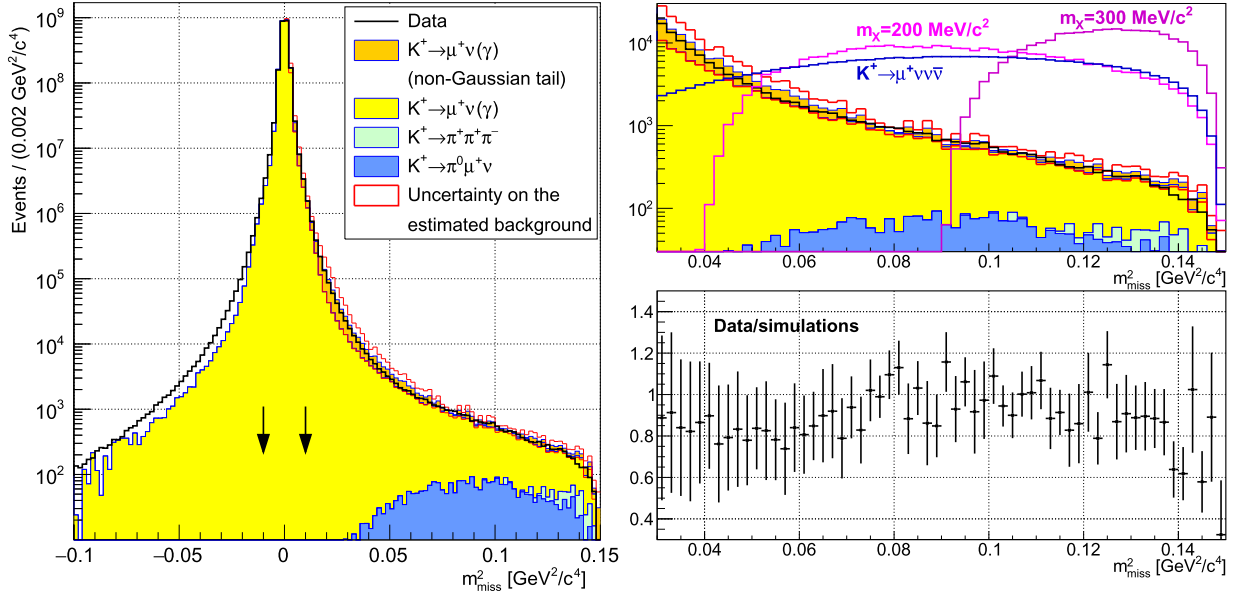 Events / (0.002 GeV²/c⁴)
10⁹
10⁸
10⁷
10⁶
10⁵
10⁴
10³
10²
−0.1
−0.05
0
0.05
0.1
0.15
m²miss [GeV²/c⁴]
Data
K⁺→μ⁺ν(γ)
(non-Gaussian tail)
K⁺→μ⁺ν(γ)
K⁺→π⁺π⁺π⁻
K⁺→π⁰μ⁺ν
Uncertainty on the
estimated background
10⁴
10³
10²
mX=200 MeV/c²
mX=300 MeV/c²
K⁺→μ⁺ννν̅
0.04
0.06
0.08
0.1
0.12
0.14
m²miss [GeV²/c⁴]
Data/simulations
1.4
1.2
1
0.8
0.6
0.4
0.04
0.06
0.08
0.1
0.12
0.14
m²miss [GeV²/c⁴]